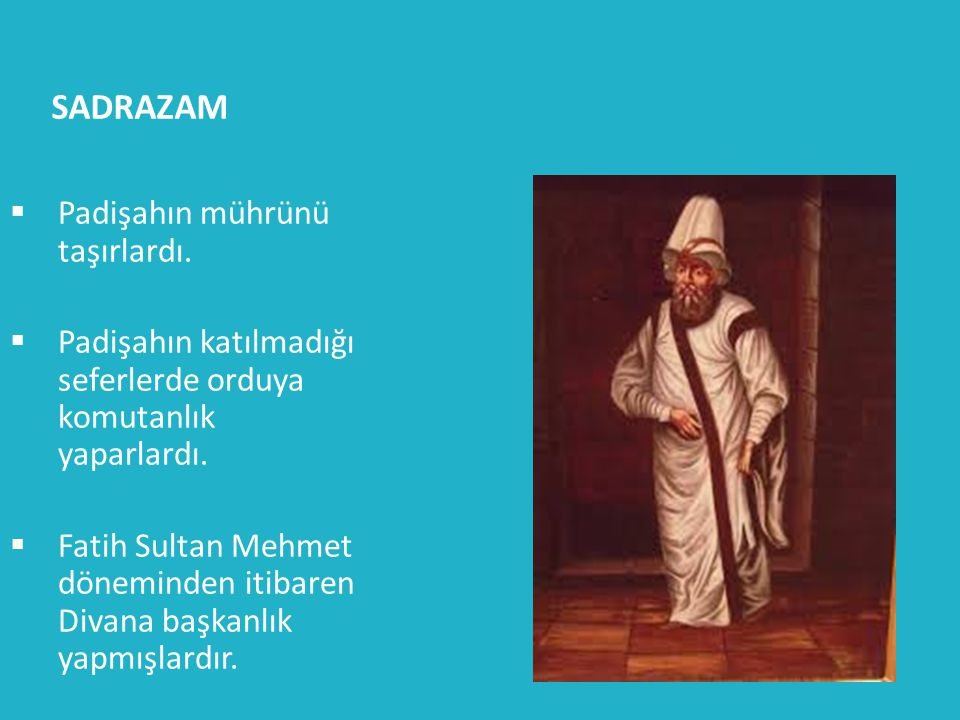 SADRAZAM
▪ Padişahın mührünü
taşırlardı.
▪ Padişahın katılmadığı
seferlerde orduya
komutanlık
yaparlardı.
▪ Fatih Sultan Mehmet
döneminden itibaren
Divana başkanlık
yapmışlardır.